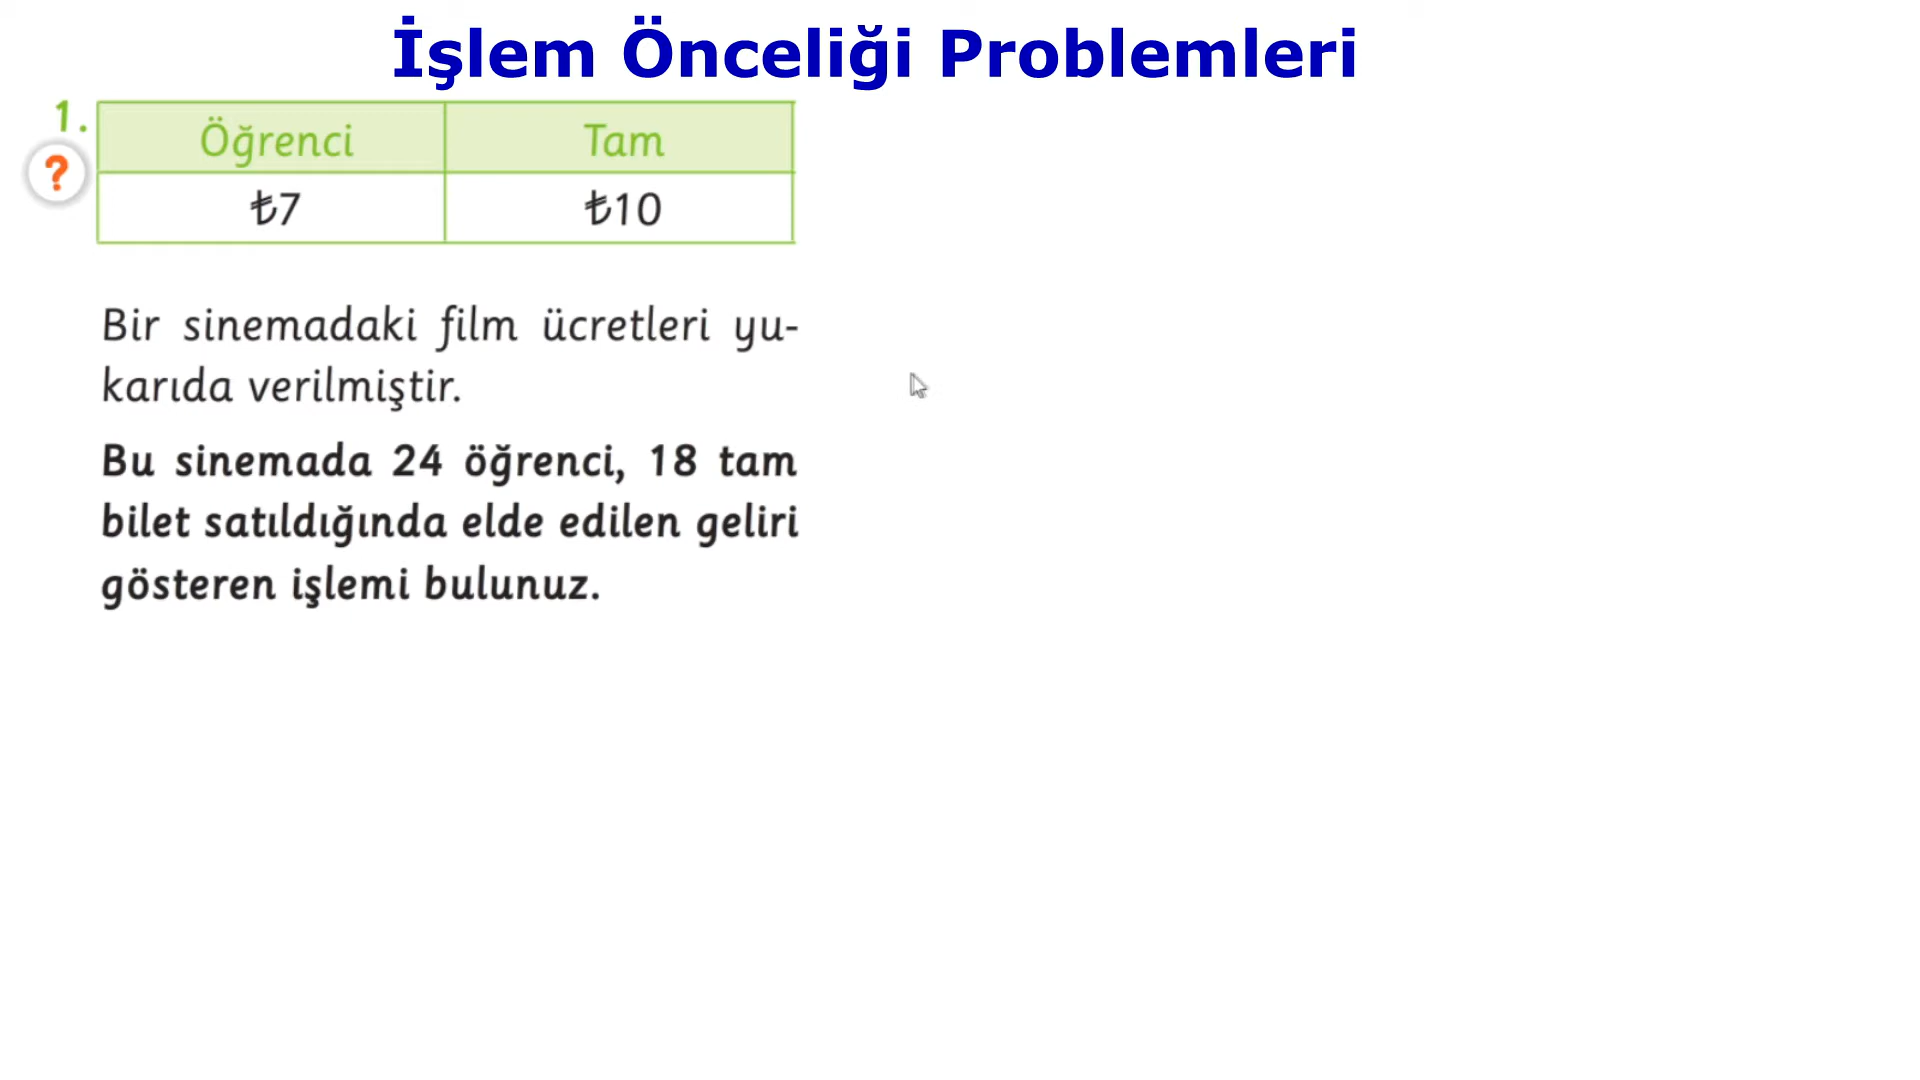 İşlem Önceliği Problemleri
1.
?
Öğrenci Tam
₺7 ₺10
Bir sinemadaki film ücretleri yu-
karıda verilmiştir.
Bu sinemada 24 öğrenci, 18 tam
bilet satıldığında elde edilen geliri
gösteren işlemi bulunuz.